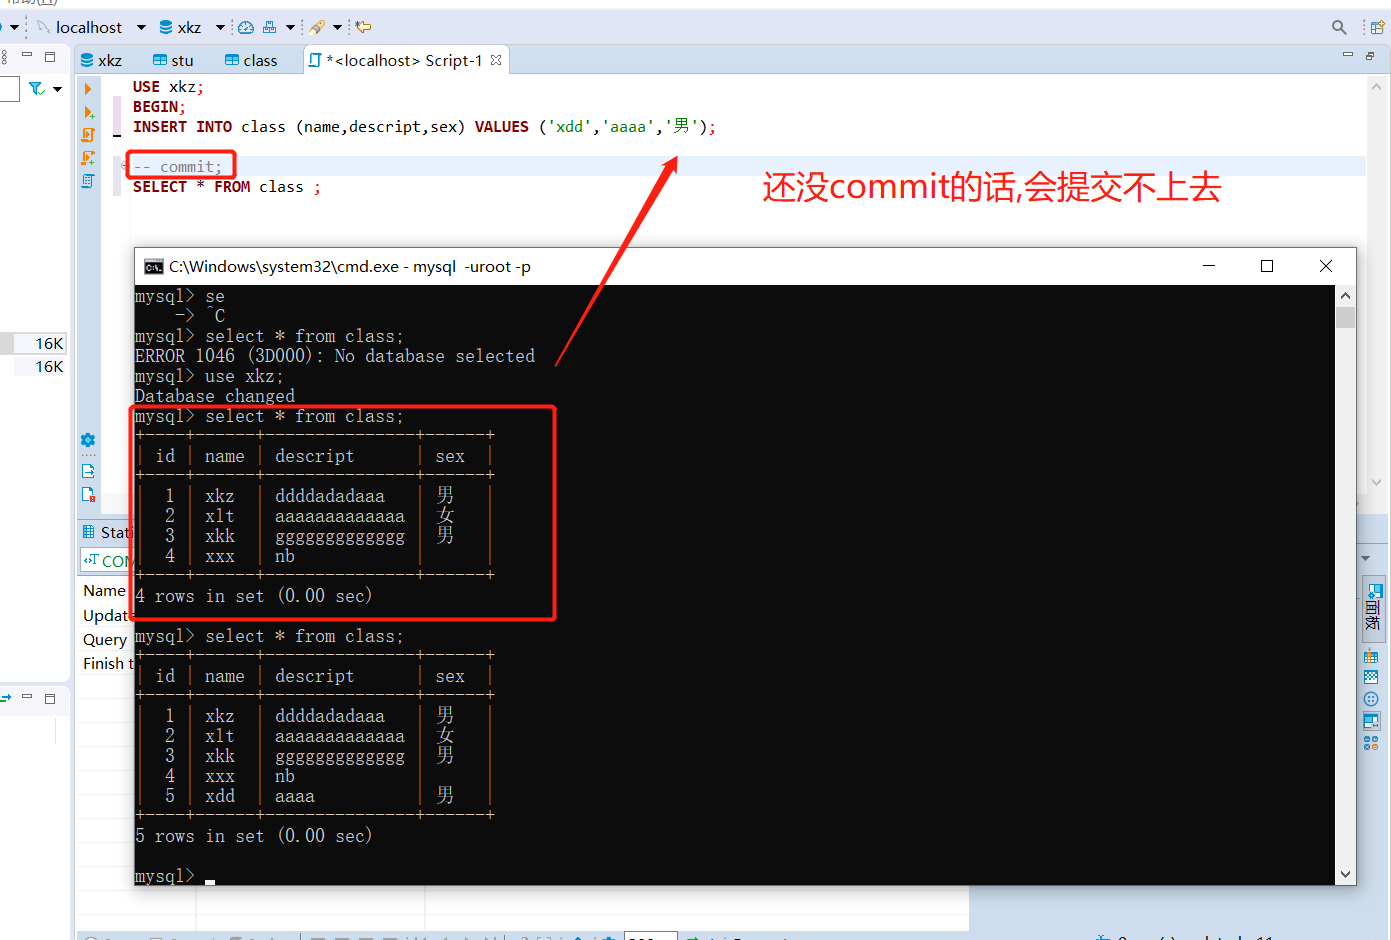 localhost xkz
xkz stu class *<localhost> Script-1
USE xkz;
BEGIN;
INSERT INTO class (name,descript,sex) VALUES ('xdd','aaaa','男');
-- commit;
SELECT * FROM class ;
还没commit的话,会提交不上去
C:\Windows\system32\cmd.exe - mysql -uroot -p
mysql> se
-> ^C
mysql> select * from class;
ERROR 1046 (3D000): No database selected
mysql> use xkz;
Database changed
mysql> select * from class;
+----+------+---------------+------+
| id | name | descript | sex |
+----+------+---------------+------+
| 1 | xkz | ddddadadaaa | 男 |
| 2 | xlt | aaaaaaaaaaaaa | 女 |
| 3 | xkk | ggggggggggggg | 男 |
| 4 | xxx | nb | |
+----+------+---------------+------+
4 rows in set (0.00 sec)
mysql> select * from class;
+----+------+---------------+------+
| id | name | descript | sex |
+----+------+---------------+------+
| 1 | xkz | ddddadadaaa | 男 |
| 2 | xlt | aaaaaaaaaaaaa | 女 |
| 3 | xkk | ggggggggggggg | 男 |
| 4 | xxx | nb | |
| 5 | xdd | aaaa | 男 |
+----+------+---------------+------+
5 rows in set (0.00 sec)
mysql>
16K
16K
Stati
COM
Name
Updat
Query
Finish t
面板